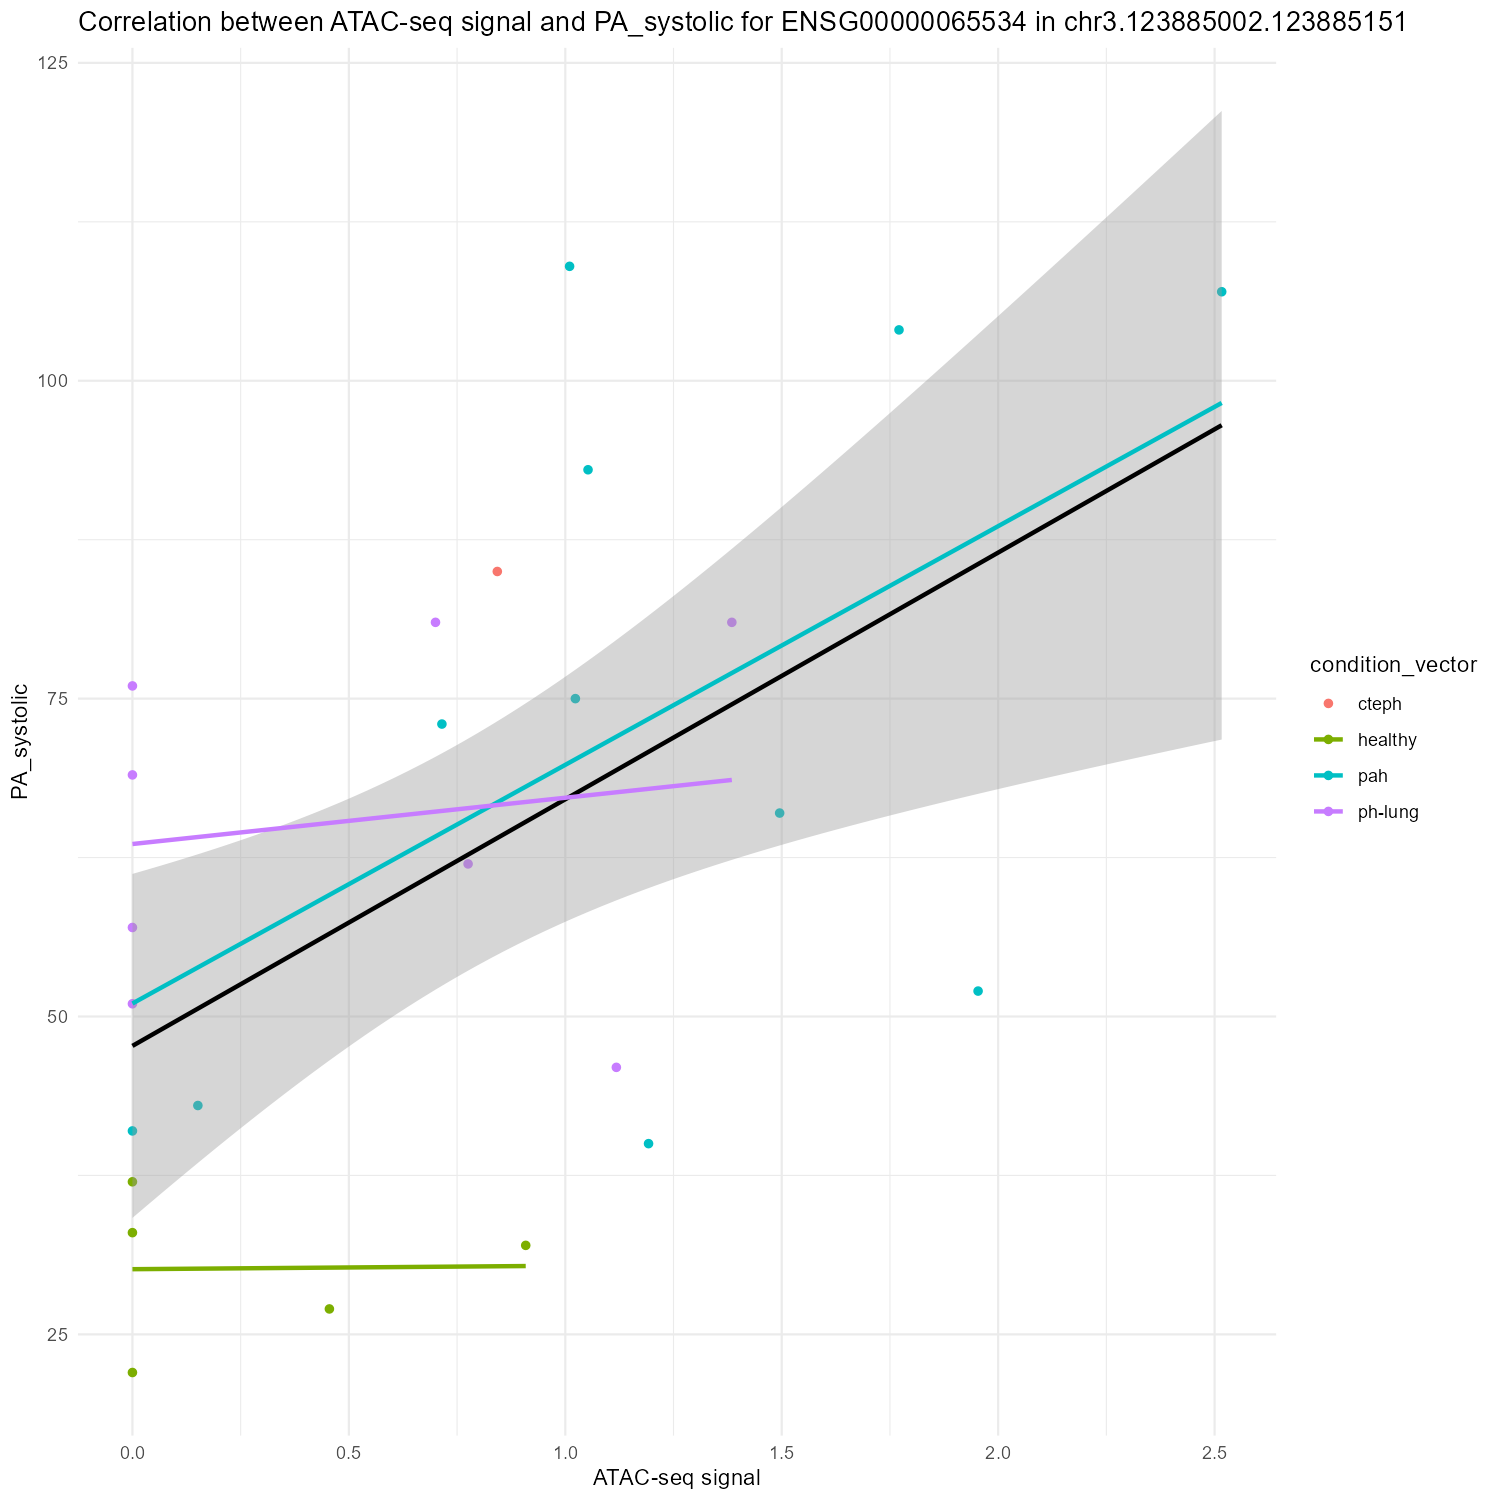 Correlation between ATAC-seq signal and PA_systolic for ENSG00000065534 in chr3.123885002.123885151
125
100
75
50
25
PA_systolic
0.0
0.5
1.0
1.5
2.0
2.5
ATAC-seq signal
condition_vector
cteph
healthy
pah
ph-lung